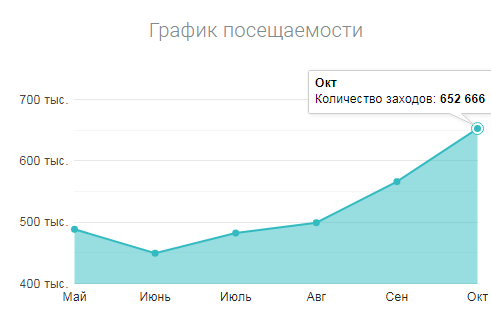 График посещаемости
Окт
Количество заходов: 652 666
700 тыс.
600 тыс.
500 тыс.
400 тыс.
Май Июнь Июль Авг Сен Окт